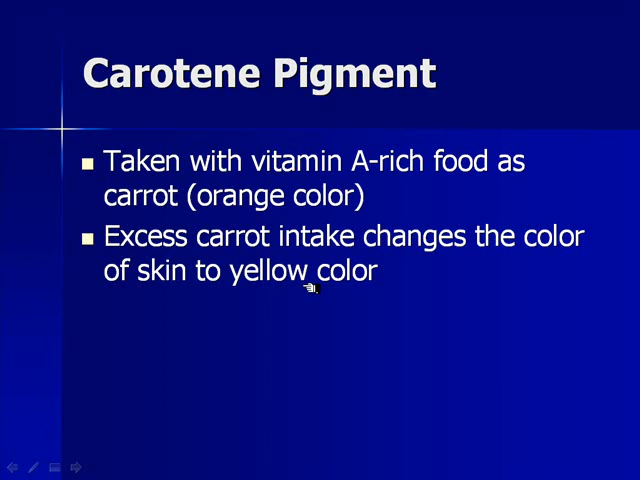 Carotene Pigment
Taken with vitamin A-rich food as
carrot (orange color)
Excess carrot intake changes the color
of skin to yellow color